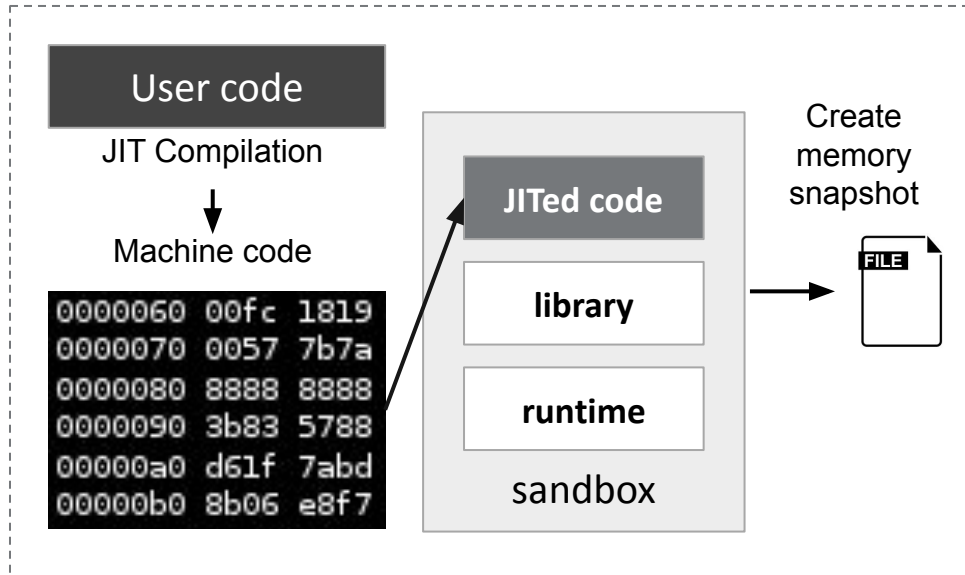 User code
JIT Compilation
Machine code
0000060 00fc 1819
0000070 0057 7b7a
0000080 8888 8888
0000090 3b83 5788
00000a0 d61f 7abd
00000b0 8b06 e8f7
JITed code
library
runtime
sandbox
Create
memory
snapshot
FILE